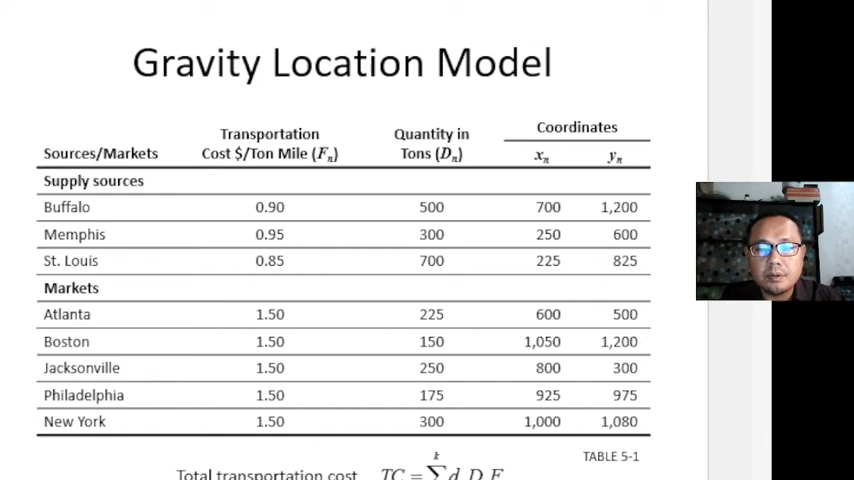 Gravity Location Model
Transportation Quantity in Coordinates
Sources/Markets Cost $/Ton Mile (Fn) Tons (Dn) xn yn
Supply sources
Buffalo 0.90 500 700 1,200
Memphis 0.95 300 250 600
St. Louis 0.85 700 225 825
Markets
Atlanta 1.50 225 600 500
Boston 1.50 150 1,050 1,200
Jacksonville 1.50 250 800 300
Philadelphia 1.50 175 925 975
New York 1.50 300 1,000 1,080
TABLE 5-1
k
Total transportation cost TC = ∑ d D F